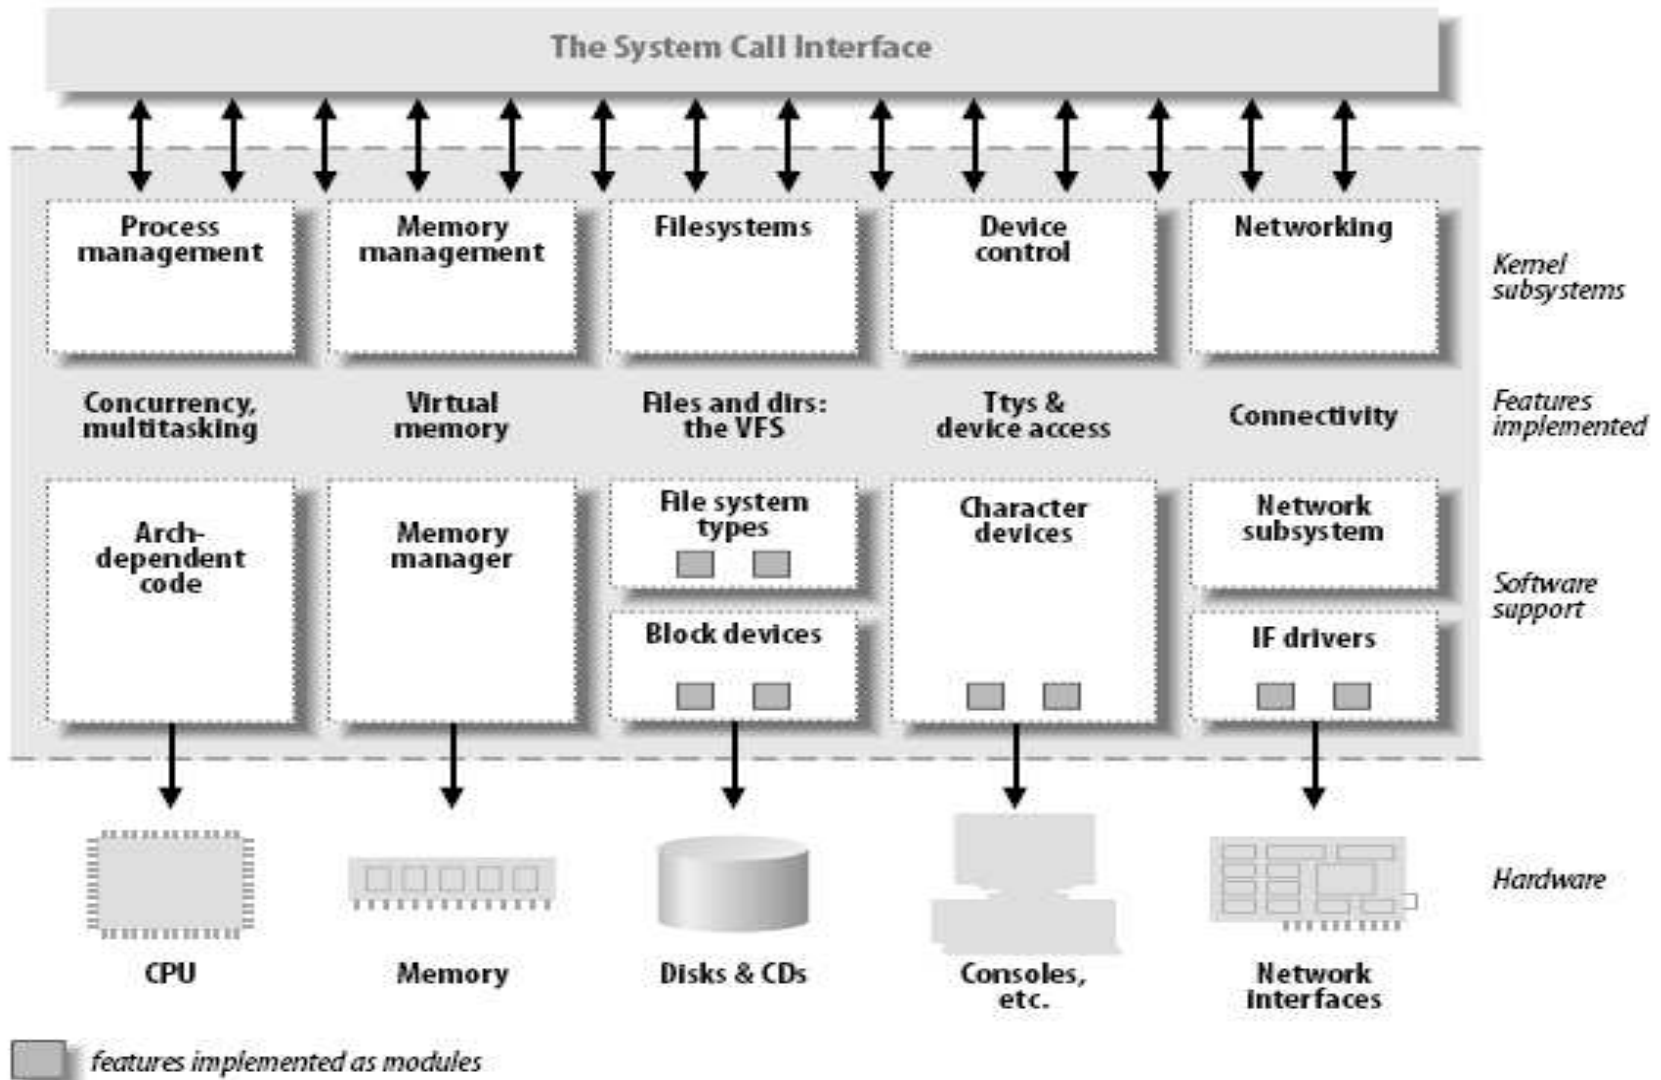 The System Call Interface
Process
management
Memory
management
Filesystems
Device
control
Networking
Kernel
subsystems
Concurrency,
multitasking
Virtual
memory
Files and dirs:
the VFS
Ttys &
device access
Connectivity
Features
implemented
Arch-
dependent
code
Memory
manager
File system
types
Block devices
Character
devices
Network
subsystem
IF drivers
Software
support
CPU
Memory
Disks & CDs
Consoles,
etc.
Network
interfaces
Hardware
features implemented as modules